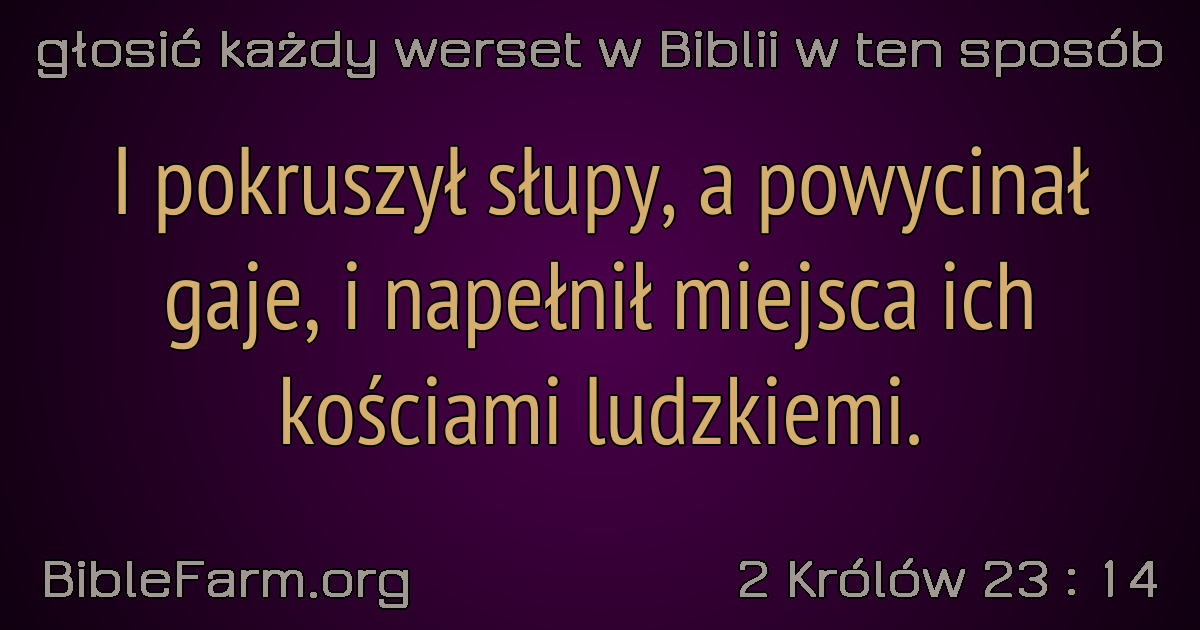 głosić każdy werset w Biblii w ten sposób
I pokruszył słupy, a powycinał
gaje, i napełnił miejsca ich
kościami ludzkiemi.
BibleFarm.org
2 Królów 23 : 14